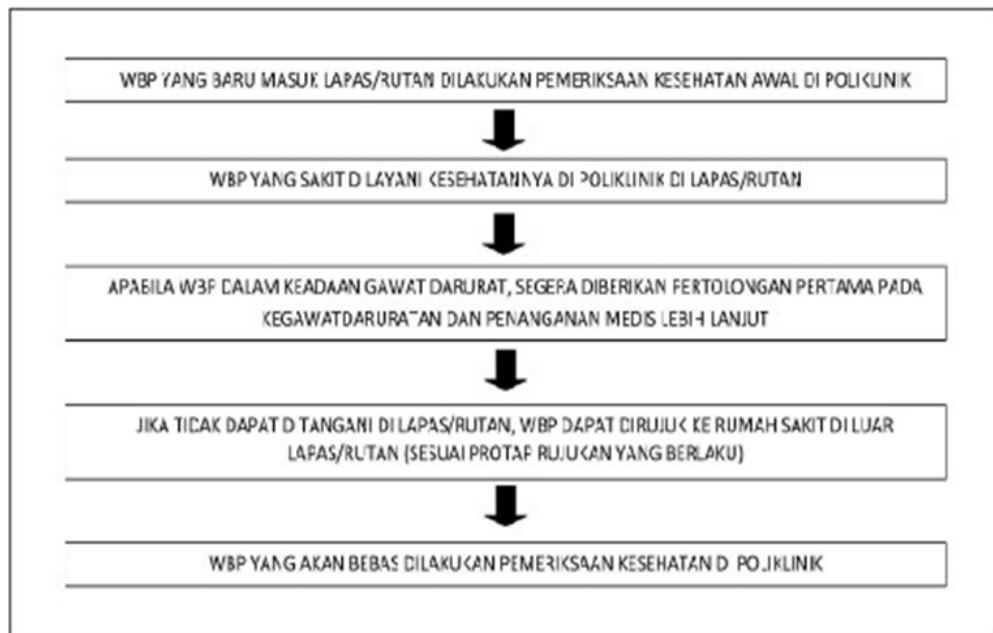 WBP YANG BARU MASUK LAPAS/RUTAN DILAKUKAN PEMERIKSAAN KESEHATAN AWAL DI POLIKLINIK
WBP YANG SAKIT D LAYANI KESEHATANNYA DI POLIKLINIK DI LAPAS/RUTAN
APABILA WBP DALAM KEADAAN GAWAT DARURAT, SEGERA DIBERIKAN PERTOLONGAN PERTAMA PADA
KEGAWATDARURATAN DAN PENANGANAN MEDIS LEBIH LANJUT
JIKA TIDAK DAPAT D TANGANI DI LAPAS/RUTAN, WBP DAPAT DIRUJUK KE RUMAH SAKIT DI LUAR
LAPAS/RUTAN (SESUAI PROTAP RUJUKAN YANG BERLAKU)
WBP YANG AKAN BEBAS DILAKUKAN PEMERIKSAAN KESEHATAN D POLIKLINIK